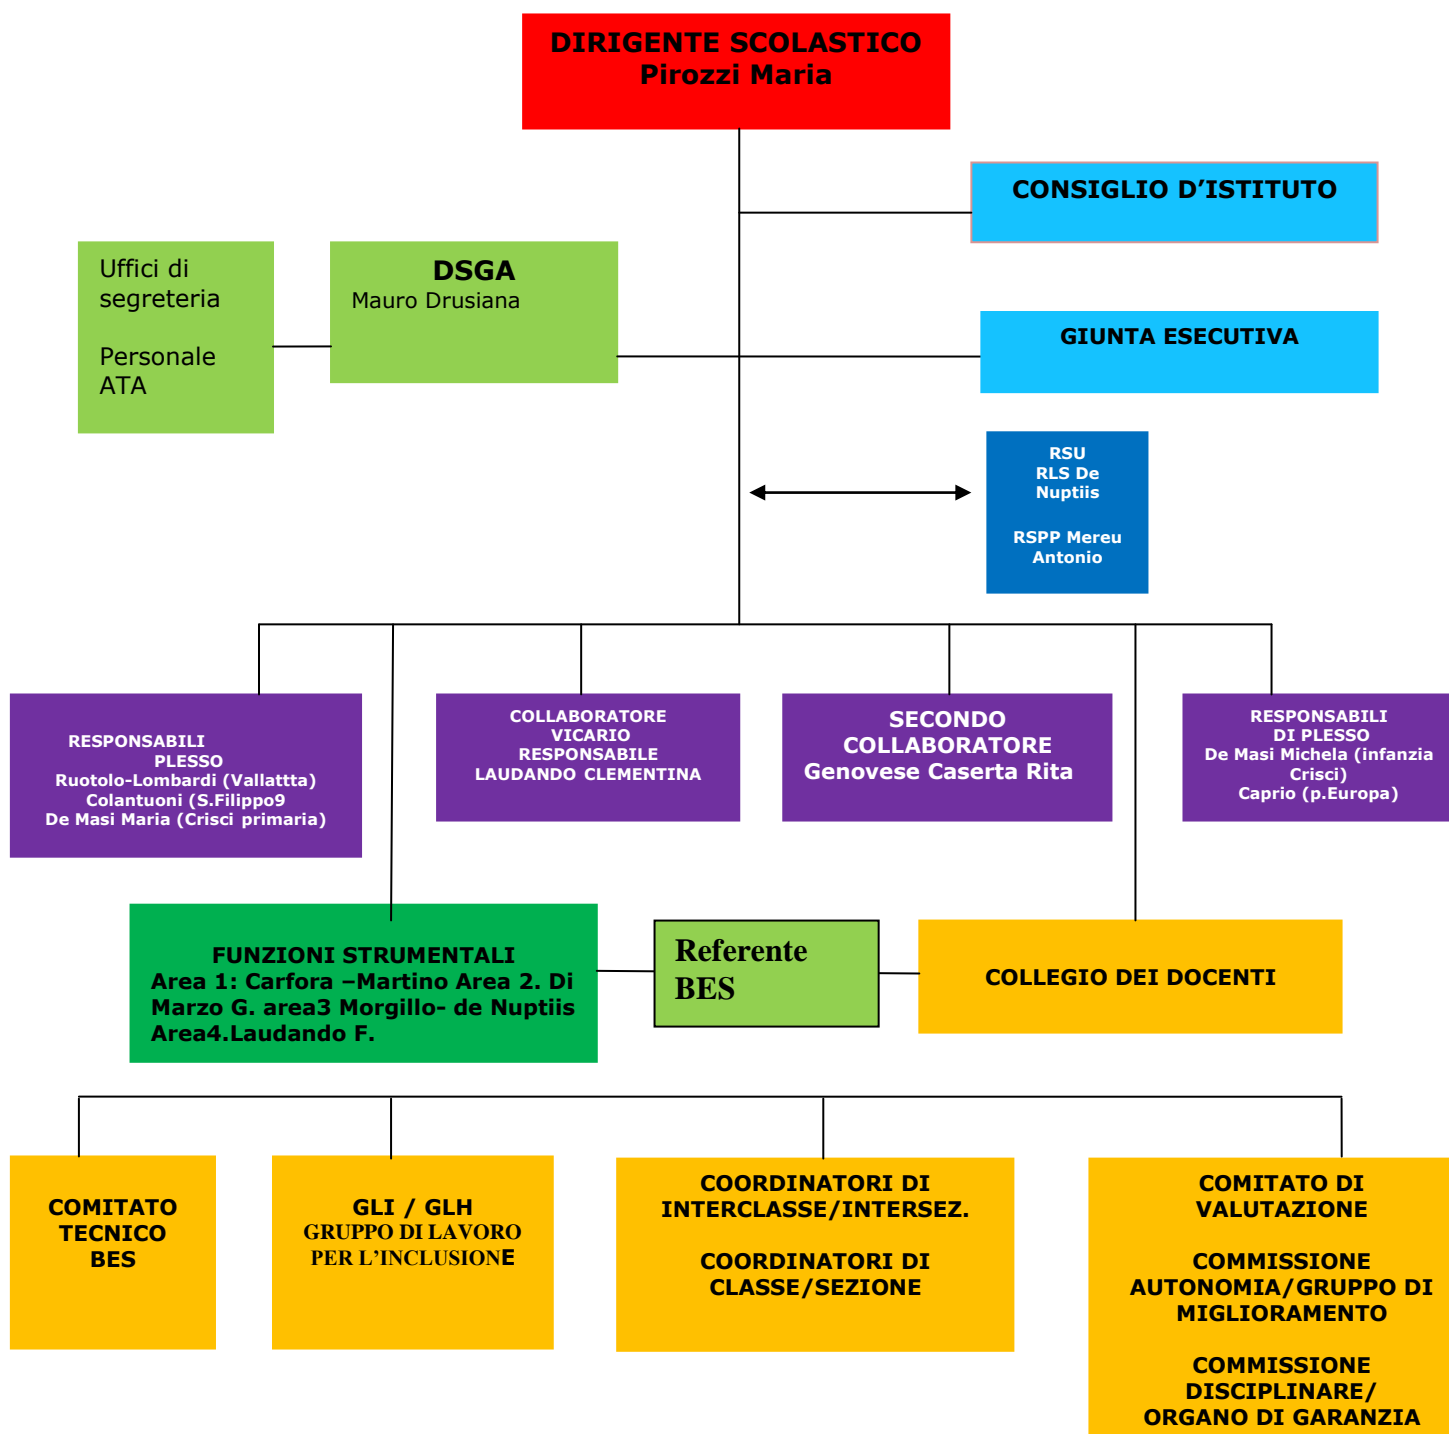 DIRIGENTE SCOLASTICO
Pirozzi Maria
CONSIGLIO D’ISTITUTO
Uffici di
segreteria
Personale
ATA
DSGA
Mauro Drusiana
GIUNTA ESECUTIVA
RSU
RLS De
Nuptiis
RSPP Mereu
Antonio
RESPONSABILI
PLESSO
Ruotolo-Lombardi (Vallattta)
Colantuoni (S.Filippo9
De Masi Maria (Crisci primaria)
COLLABORATORE
VICARIO
RESPONSABILE
LAUDANDO CLEMENTINA
SECONDO
COLLABORATORE
Genovese Caserta Rita
RESPONSABILI
DI PLESSO
De Masi Michela (infanzia
Crisci)
Caprio (p.Europa)
FUNZIONI STRUMENTALI
Area 1: Carfora –Martino Area 2. Di
Marzo G. area3 Morgillo- de Nuptiis
Area4.Laudando F.
Referente
BES
COLLEGIO DEI DOCENTI
COMITATO
TECNICO
BES
GLI / GLH
GRUPPO DI LAVORO
PER L’INCLUSIONE
COORDINATORI DI
INTERCLASSE/INTERSEZ.
COORDINATORI DI
CLASSE/SEZIONE
COMITATO DI
VALUTAZIONE
COMMISSIONE
AUTONOMIA/GRUPPO DI
MIGLIORAMENTO
COMMISSIONE
DISCIPLINARE/
ORGANO DI GARANZIA